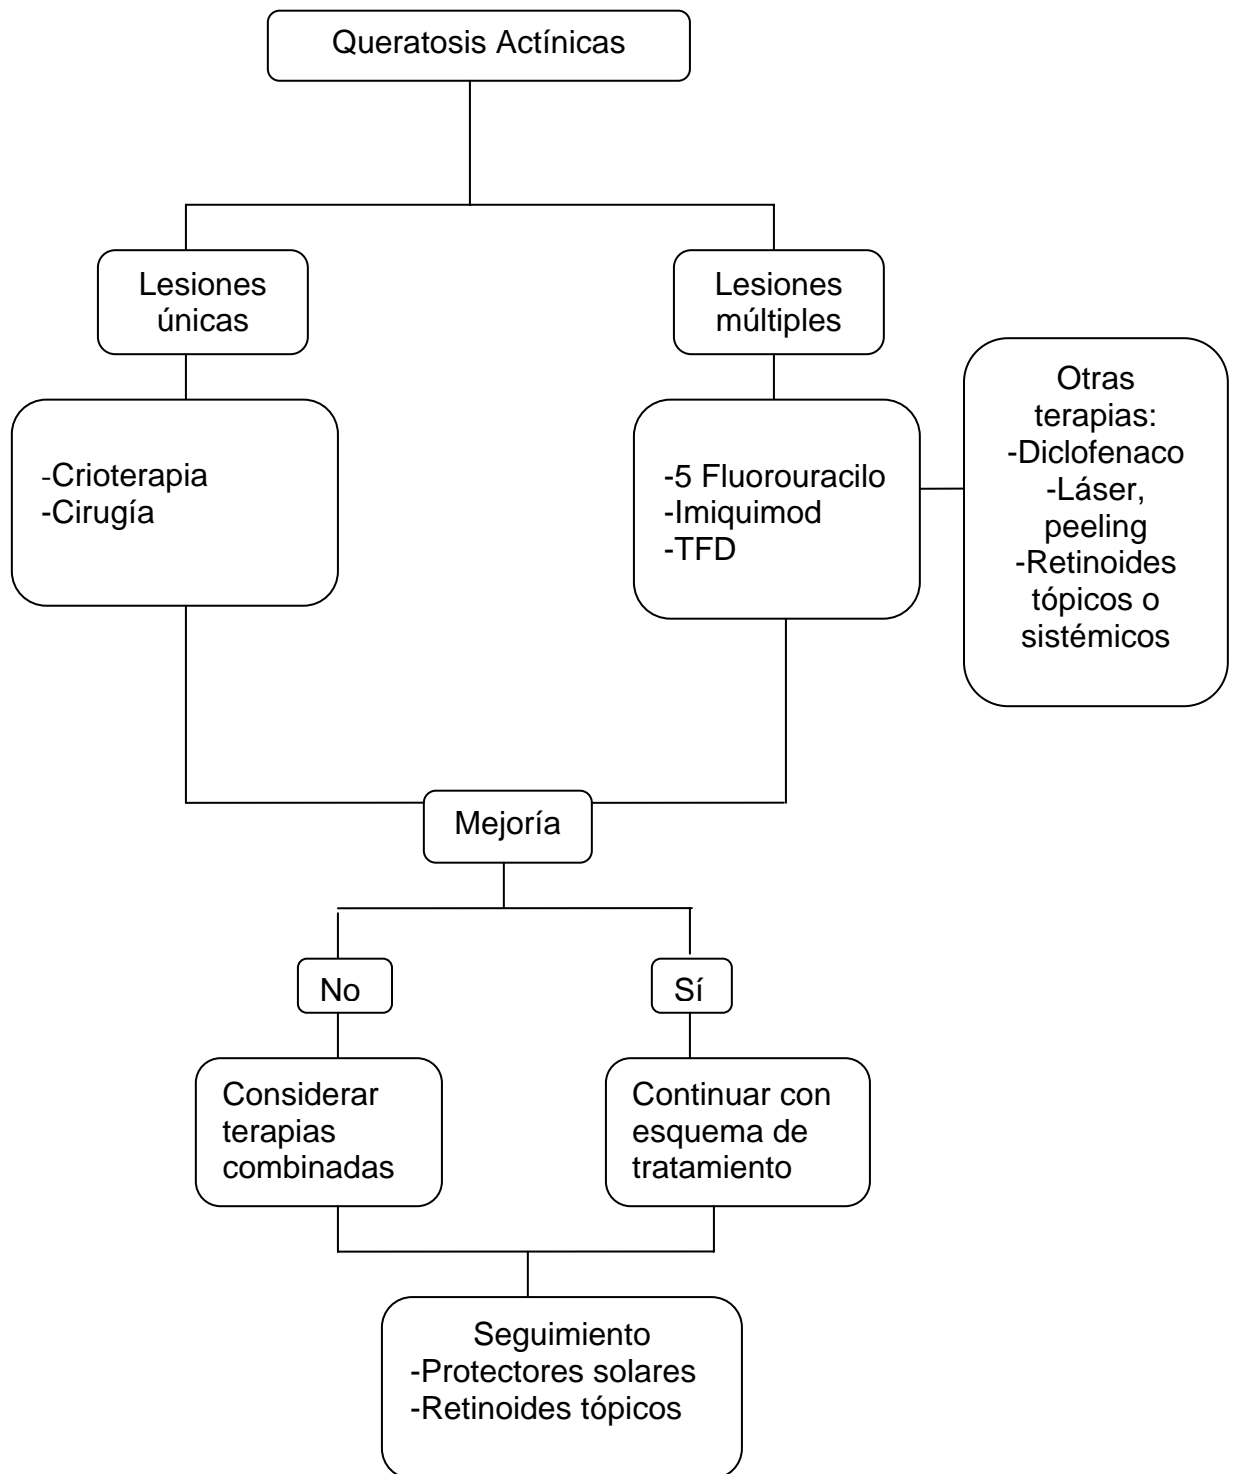 Queratosis Actínicas
Lesiones
únicas
Lesiones
múltiples
-Crioterapia
-Cirugía
-5 Fluorouracilo
-Imiquimod
-TFD
Otras
terapias:
-Diclofenaco
-Láser,
peeling
-Retinoides
tópicos o
sistémicos
Mejoría
No
Sí
Considerar
terapias
combinadas
Continuar con
esquema de
tratamiento
Seguimiento
-Protectores solares
-Retinoides tópicos